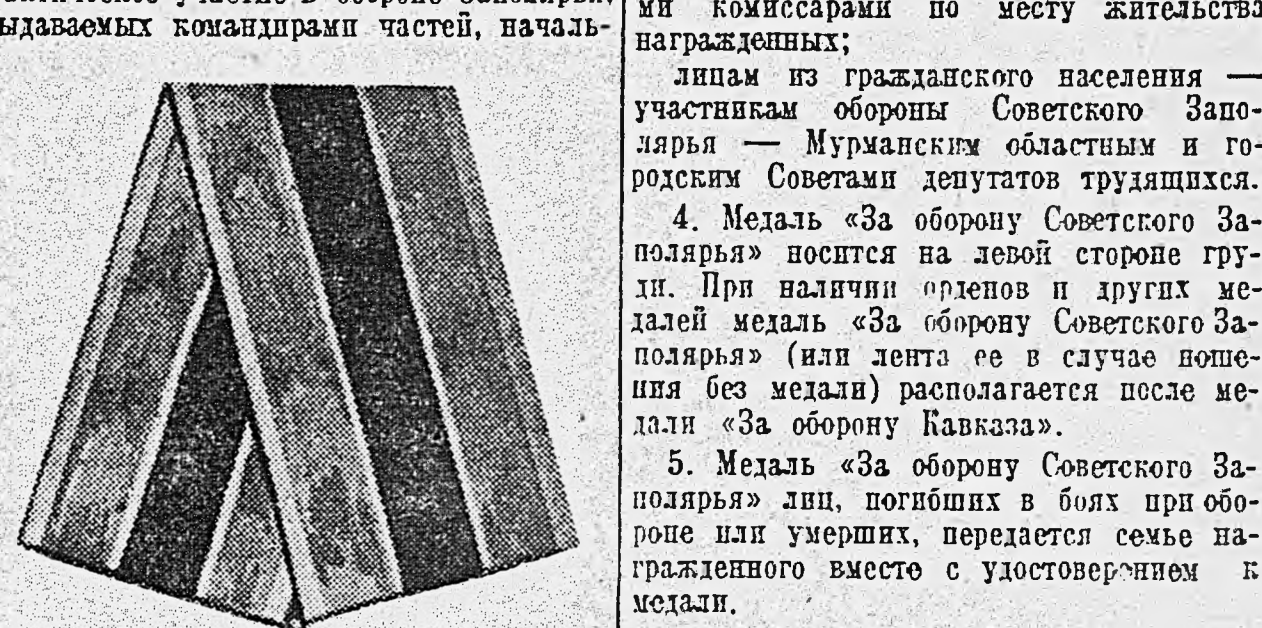 участие в обороне Заполярья,
ыдаваемых командирами частей, началь-
ми комиссарами по месту жительства
награжденных;
лицам из гражданского населения —
участникам обороны Советского Запо-
лярья — Мурманским областным и го-
родским Советами депутатов трудящихся.
4. Медаль «За оборону Советского За-
полярья» носится на левой стороне гру-
ди. При наличии орденов и других ме-
далей медаль «За оборону Советского За-
полярья» (или лента ее в случае ноше-
ния без медали) располагается после ме-
дали «За оборону Кавказа».
5. Медаль «За оборону Советского За-
полярья» лиц, погибших в боях при обо-
роне или умерших, передается семье на-
гражденного вместе с удостоверением к
медали.